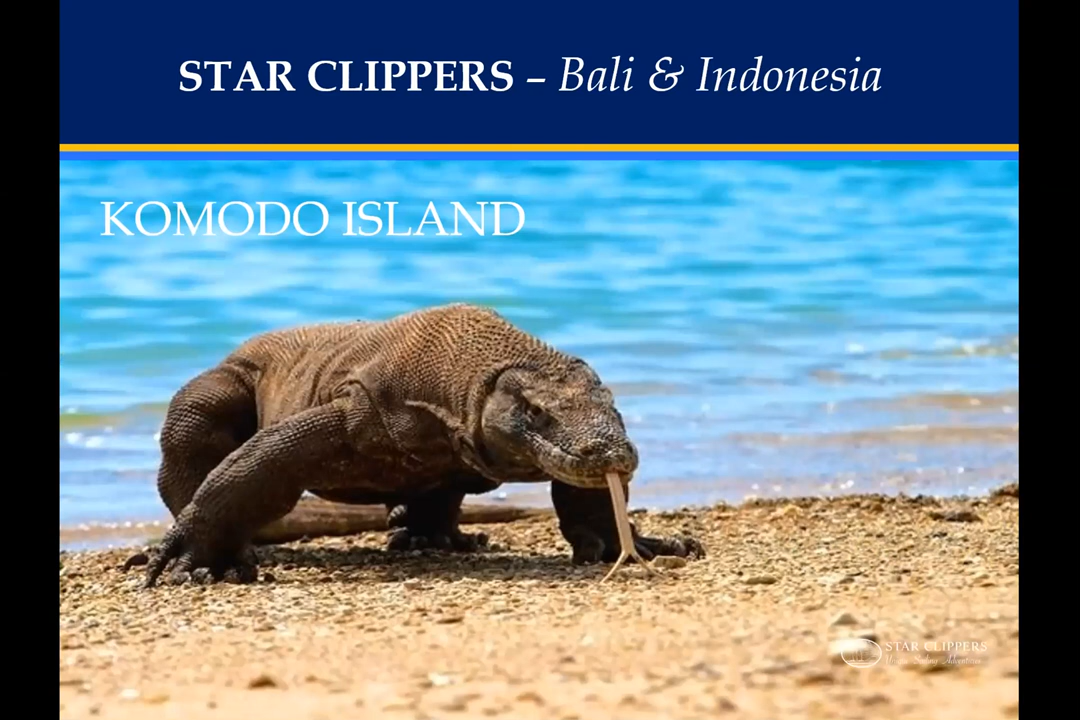 STAR CLIPPERS – Bali & Indonesia
KOMODO ISLAND
STAR CLIPPERS